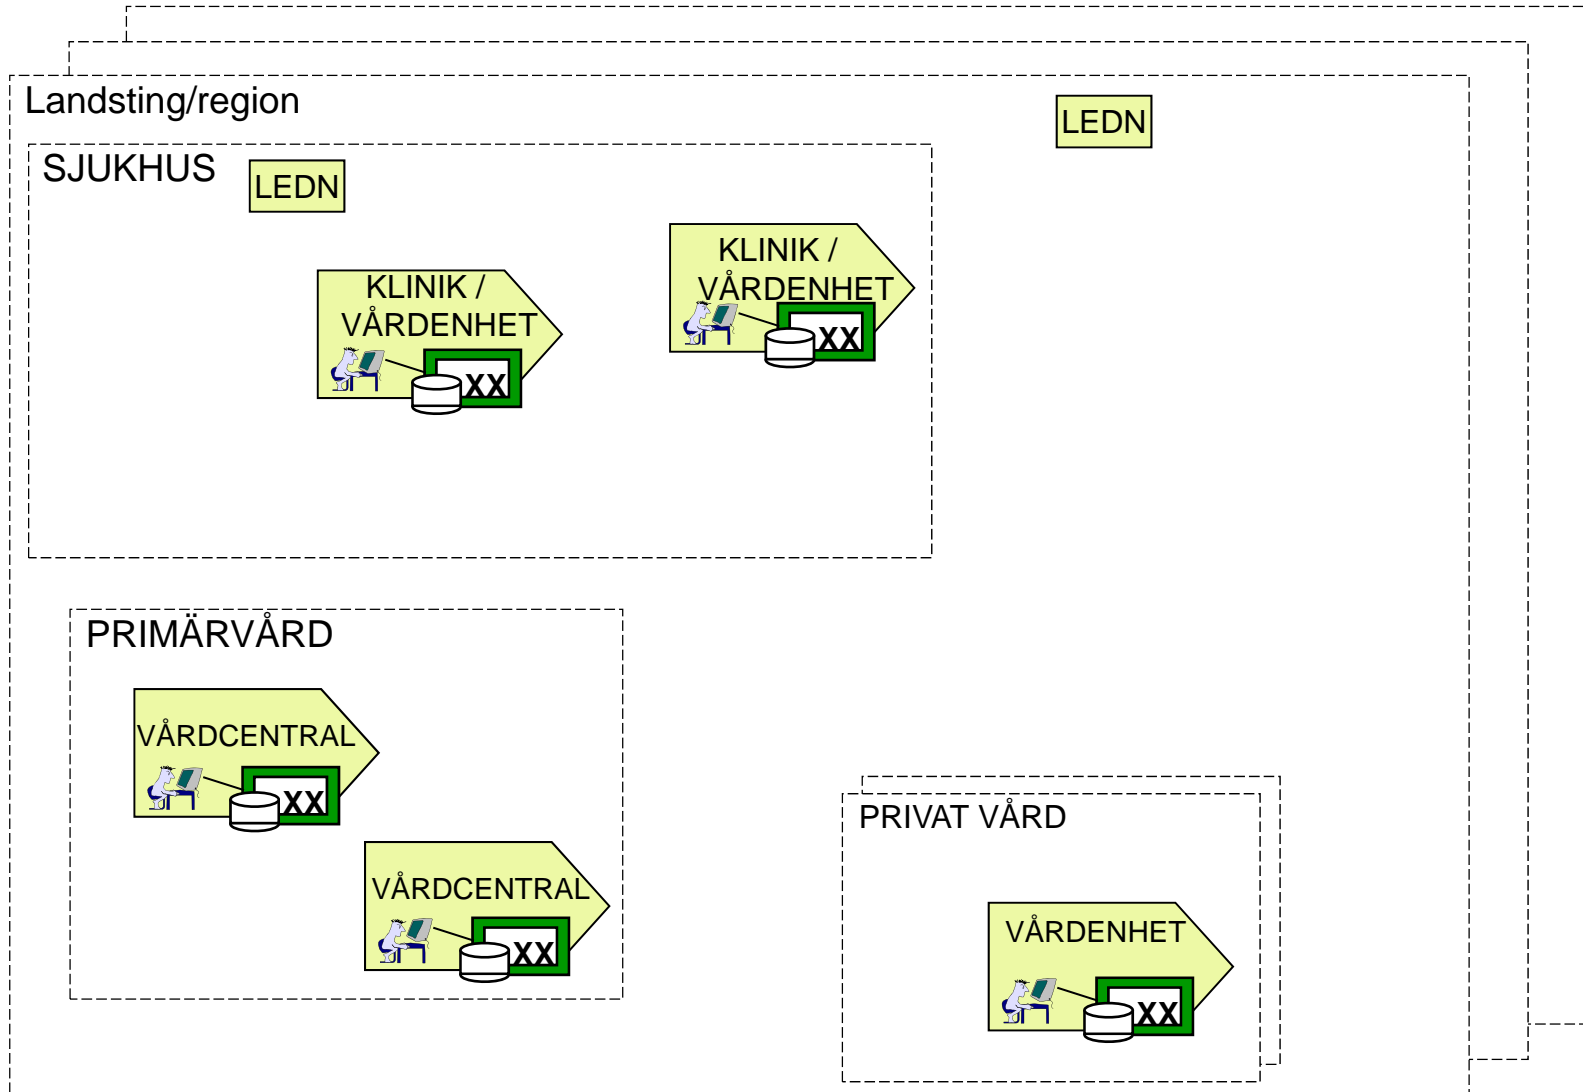 Landsting/region
LEDN
SJUKHUS
LEDN
KLINIK /
VÅRDENHET
XX
KLINIK /
VÅRDENHET
XX
PRIMÄRVÅRD
VÅRDCENTRAL
XX
VÅRDCENTRAL
XX
PRIVAT VÅRD
VÅRDENHET
XX